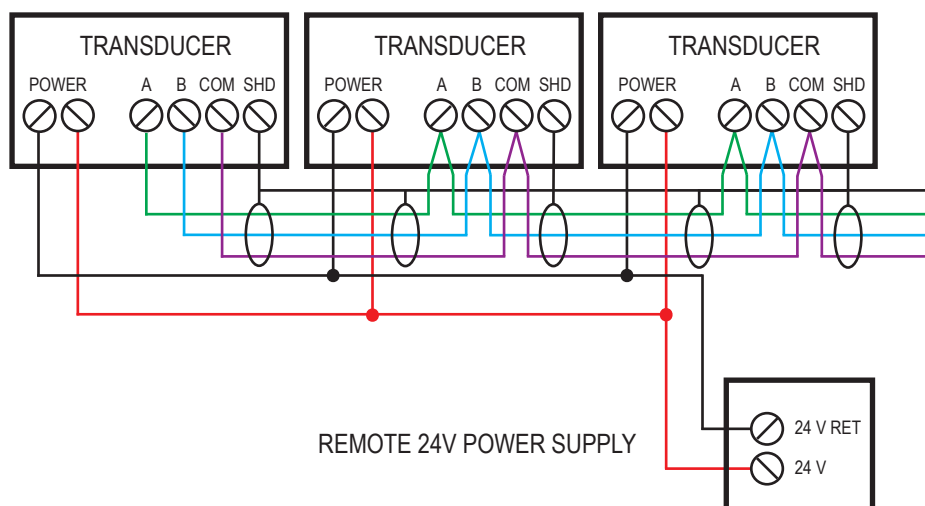 TRANSDUCER TRANSDUCER TRANSDUCER
POWER A B COM SHD POWER A B COM SHD POWER A B COM SHD
24 V RET
REMOTE 24V POWER SUPPLY
24 V